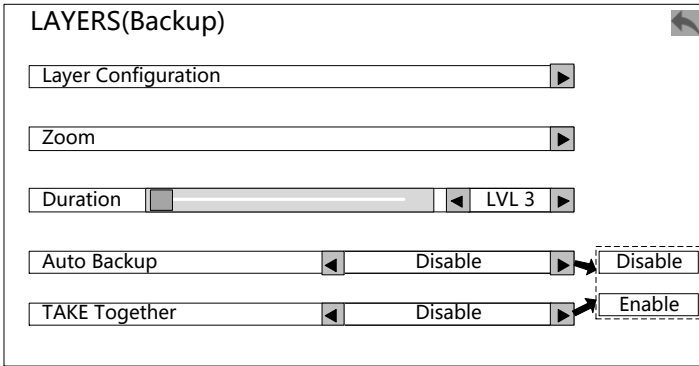 LAYERS(Backup)
Layer Configuration
Zoom
Duration LVL 3
Auto Backup Disable Disable
TAKE Together Disable Enable